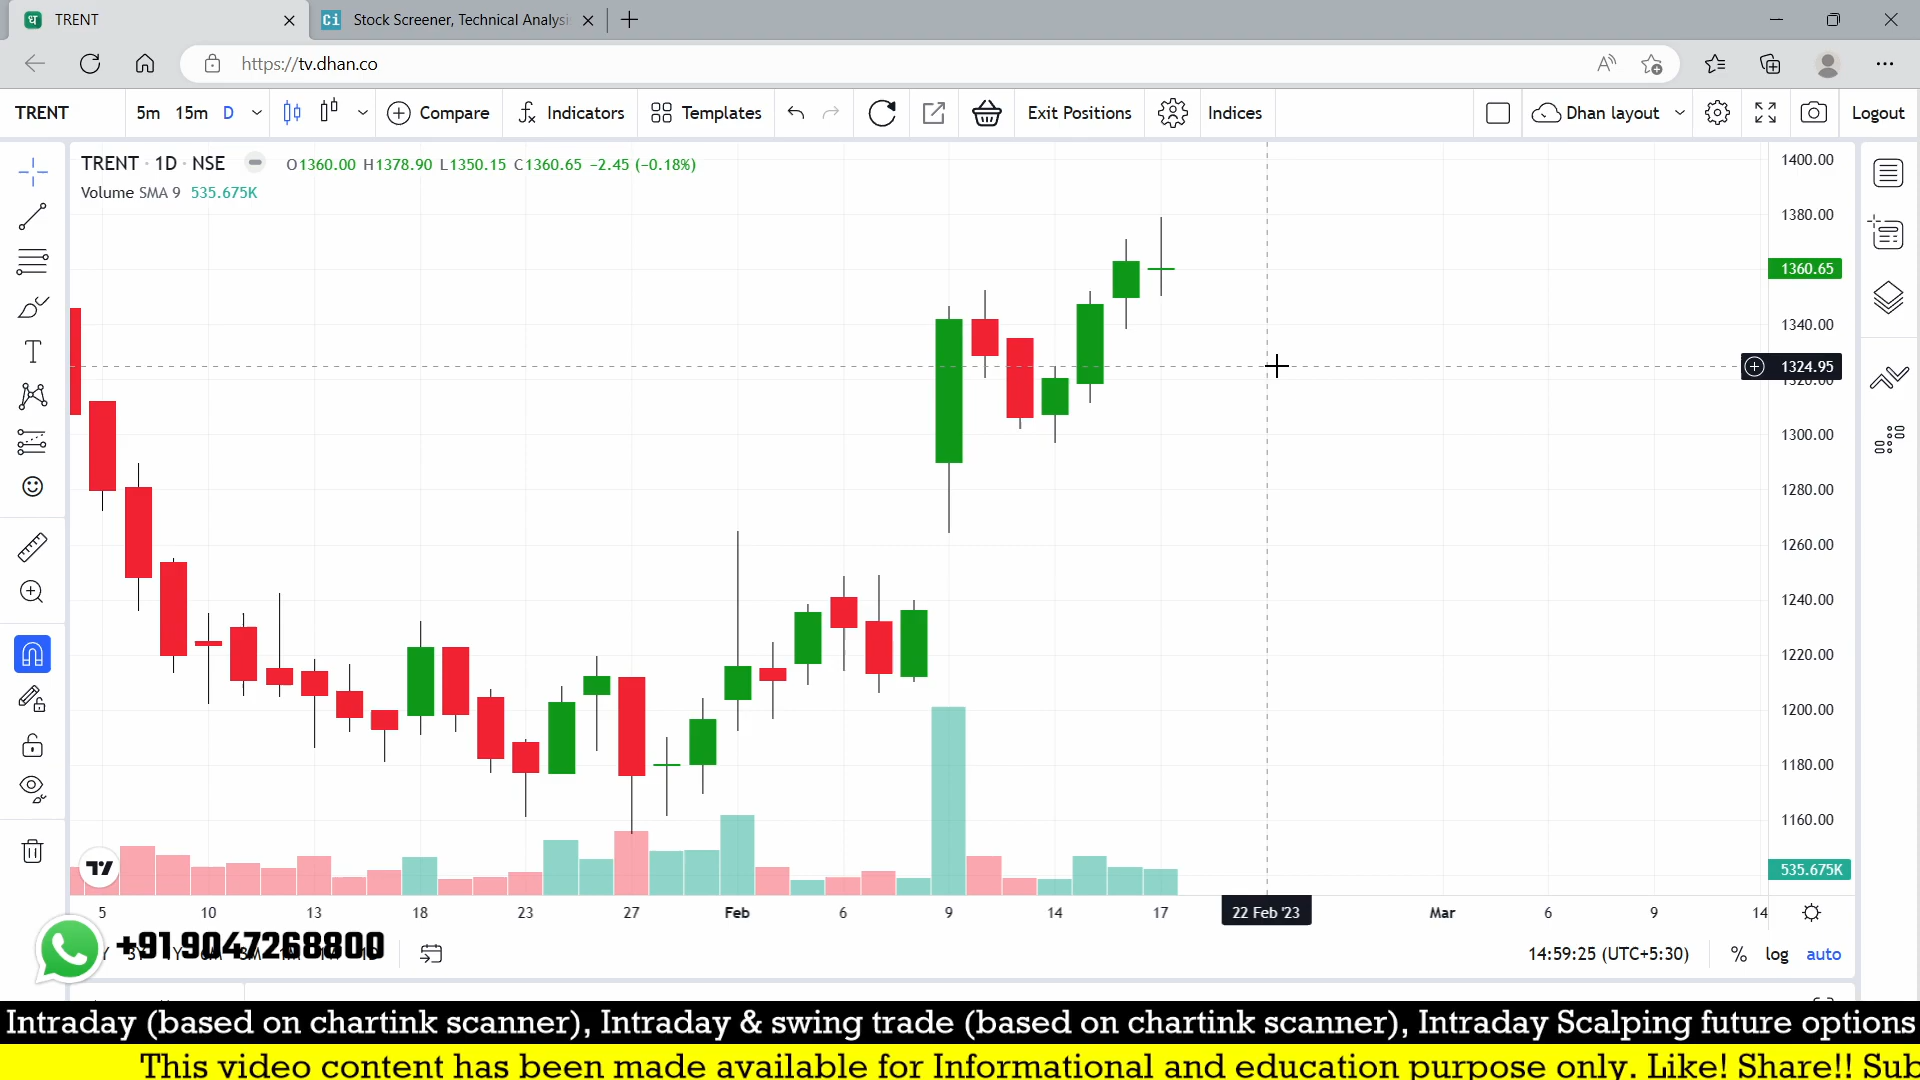 TRENT
Ci Stock Screener, Technical Analysi
https://tv.dhan.co
TRENT 5m 15m D Compare Indicators Templates Exit Positions Indices Dhan layout Logout
TRENT · 1D · NSE O1360.00 H1378.90 L1350.15 C1360.65 −2.45 (−0.18%)
Volume SMA 9 535.675K
1400.00
1380.00
1360.65
1340.00
1324.95
1320.00
1300.00
1280.00
1260.00
1240.00
1220.00
1200.00
1180.00
1160.00
535.675K
5 10 13 18 23 27 Feb 6 9 14 17 22 Feb '23 Mar 6 9 14
+91 9047268800
14:59:25 (UTC+5:30) % log auto
Intraday (based on chartink scanner), Intraday & swing trade (based on chartink scanner), Intraday Scalping future options
This video content has been made available for Informational and education purpose only. Like! Share!! Sub